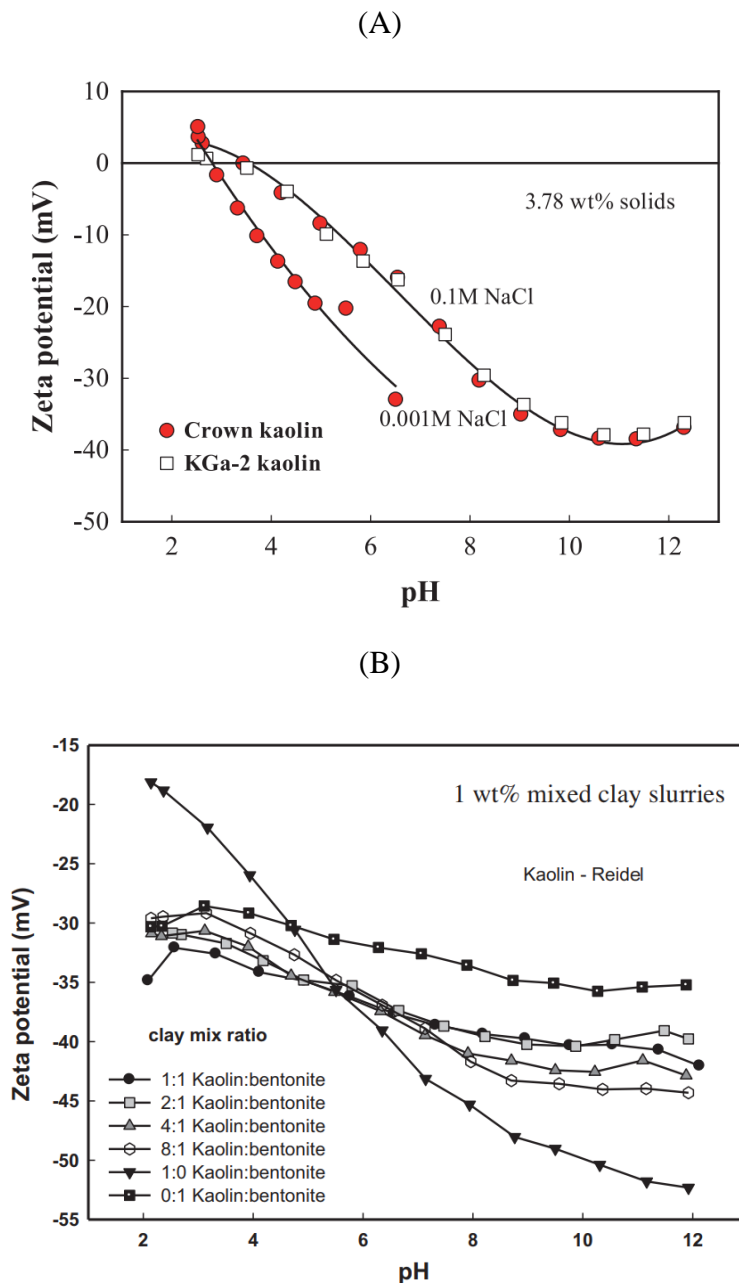 (A)
10
0
-10
-20
-30
-40
-50
Zeta potential (mV)
3.78 wt% solids
0.1M NaCl
0.001M NaCl
Crown kaolin
KGa-2 kaolin
2 4 6 8 10 12
pH
(B)
-15
-20
-25
-30
-35
-40
-45
-50
-55
Zeta potential (mV)
1 wt% mixed clay slurries
Kaolin - Reidel
clay mix ratio
1:1 Kaolin:bentonite
2:1 Kaolin:bentonite
4:1 Kaolin:bentonite
8:1 Kaolin:bentonite
1:0 Kaolin:bentonite
0:1 Kaolin:bentonite
2 4 6 8 10 12
pH